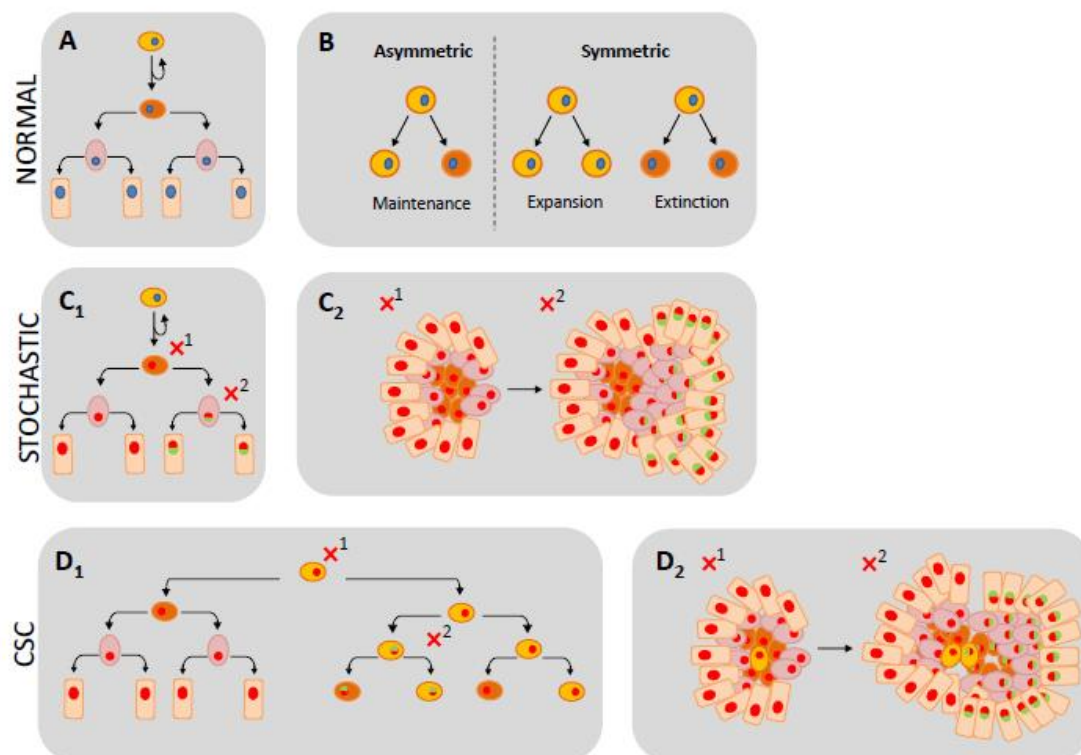 NORMAL
A
B
Asymmetric
Symmetric
Maintenance
Expansion
Extinction
STOCHASTIC
C₁
×¹
×²
C₂
×¹
×²
CSC
D₁
×¹
×²
D₂
×¹
×²